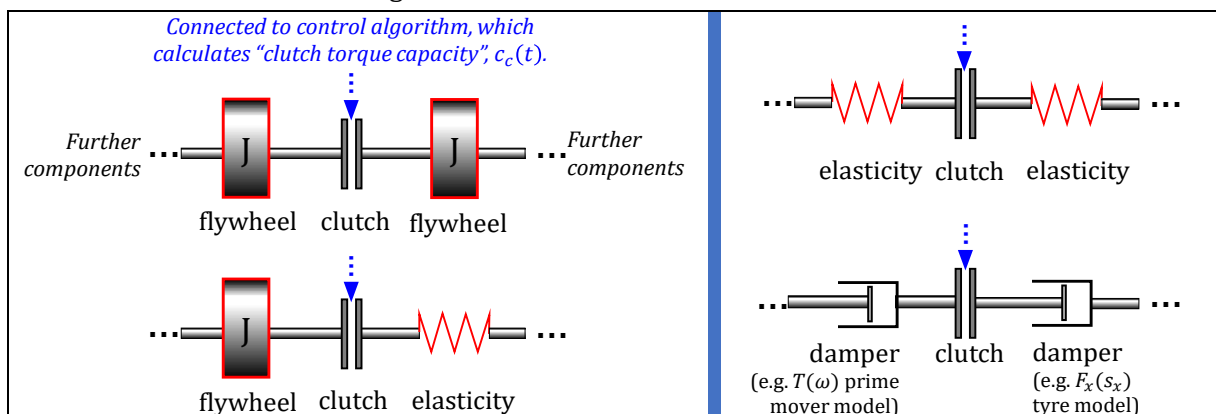 Connected to control algorithm, which
calculates “clutch torque capacity”, c_c(t).
Further
components
...
J
J
...
Further
components
flywheel clutch flywheel
...
J
...
flywheel clutch elasticity
...
...
elasticity clutch elasticity
...
...
damper clutch damper
(e.g. T(ω) prime
mover model)
(e.g. F_x(s_x)
tyre model)